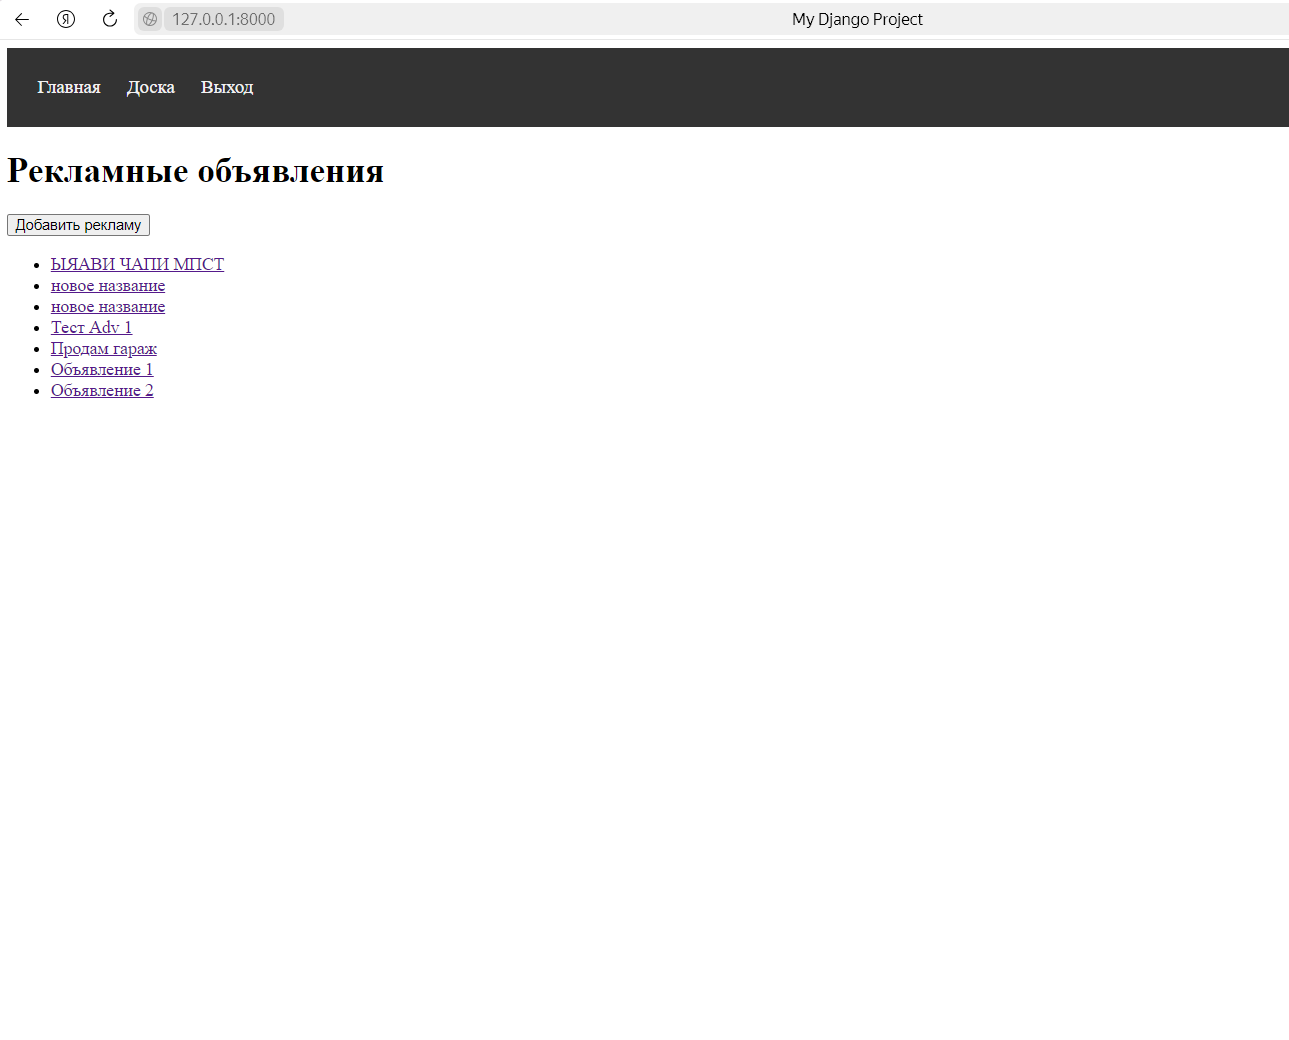 127.0.0.1:8000 My Django Project
Главная Доска Выход
Рекламные объявления
Добавить рекламу
ЫЯАВИ ЧАПИ МПСТ
новое название
новое название
Тест Adv 1
Продам гараж
Объявление 1
Объявление 2